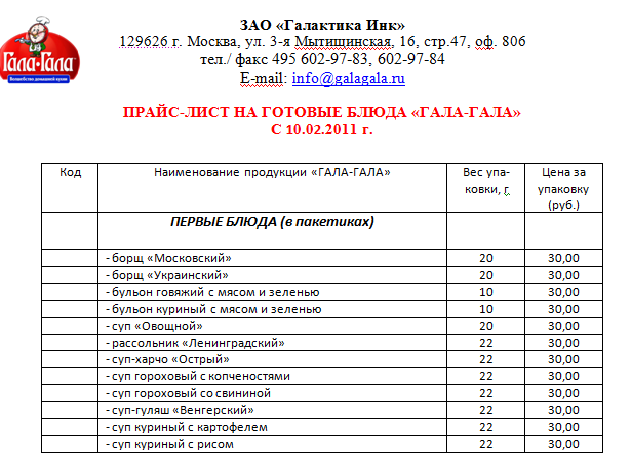 ЗАО «Галактика Инк»
129626 г. Москва, ул. 3-я Мытищинская, 16, стр.47, оф. 806
тел./ факс 495 602-97-83, 602-97-84
E-mail: info@galagala.ru
Гала-Гала
Волшебство домашней кухни
ПРАЙС-ЛИСТ НА ГОТОВЫЕ БЛЮДА «ГАЛА-ГАЛА»
С 10.02.2011 г.
Код Наименование продукции «ГАЛА-ГАЛА» Вес упа- Цена за
ковки, г упаковку
(руб.)
ПЕРВЫЕ БЛЮДА (в пакетиках)
- борщ «Московский» 20 30,00
- борщ «Украинский» 20 30,00
- бульон говяжий с мясом и зеленью 10 30,00
- бульон куриный с мясом и зеленью 10 30,00
- суп «Овощной» 20 30,00
- рассольник «Ленинградский» 22 30,00
- суп-харчо «Острый» 22 30,00
- суп гороховый с копченостями 22 30,00
- суп гороховый со свининой 22 30,00
- суп-гуляш «Венгерский» 22 30,00
- суп куриный с картофелем 22 30,00
- суп куриный с рисом 22 30,00